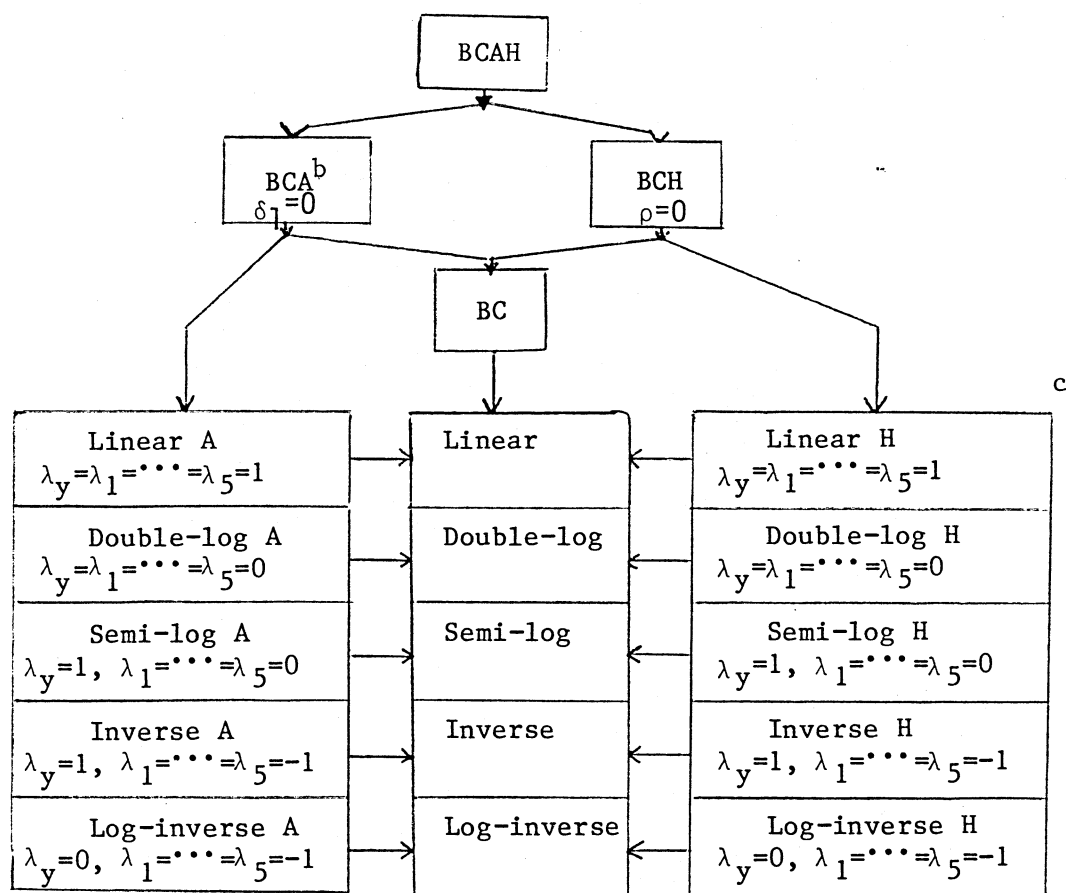 BCAH
BCA^b
δ1=0
BCH
ρ=0
BC
c
Linear A
λy=λ1=•••=λ5=1
Linear
Linear H
λy=λ1=•••=λ5=1
Double-log A
λy=λ1=•••=λ5=0
Double-log
Double-log H
λy=λ1=•••=λ5=0
Semi-log A
λy=1, λ1=•••=λ5=0
Semi-log
Semi-log H
λy=1, λ1=•••=λ5=0
Inverse A
λy=1, λ1=•••=λ5=-1
Inverse
Inverse H
λy=1, λ1=•••=λ5=-1
Log-inverse A
λy=0, λ1=•••=λ5=-1
Log-inverse
Log-inverse H
λy=0, λ1=•••=λ5=-1